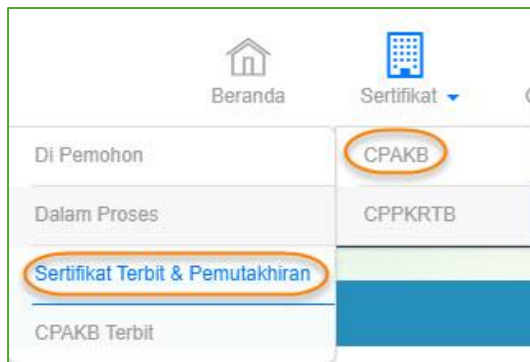 Beranda
Sertifikat
Di Pemohon
CPAKB
Dalam Proses
CPPKRTB
Sertifikat Terbit & Pemutakhiran
CPAKB Terbit